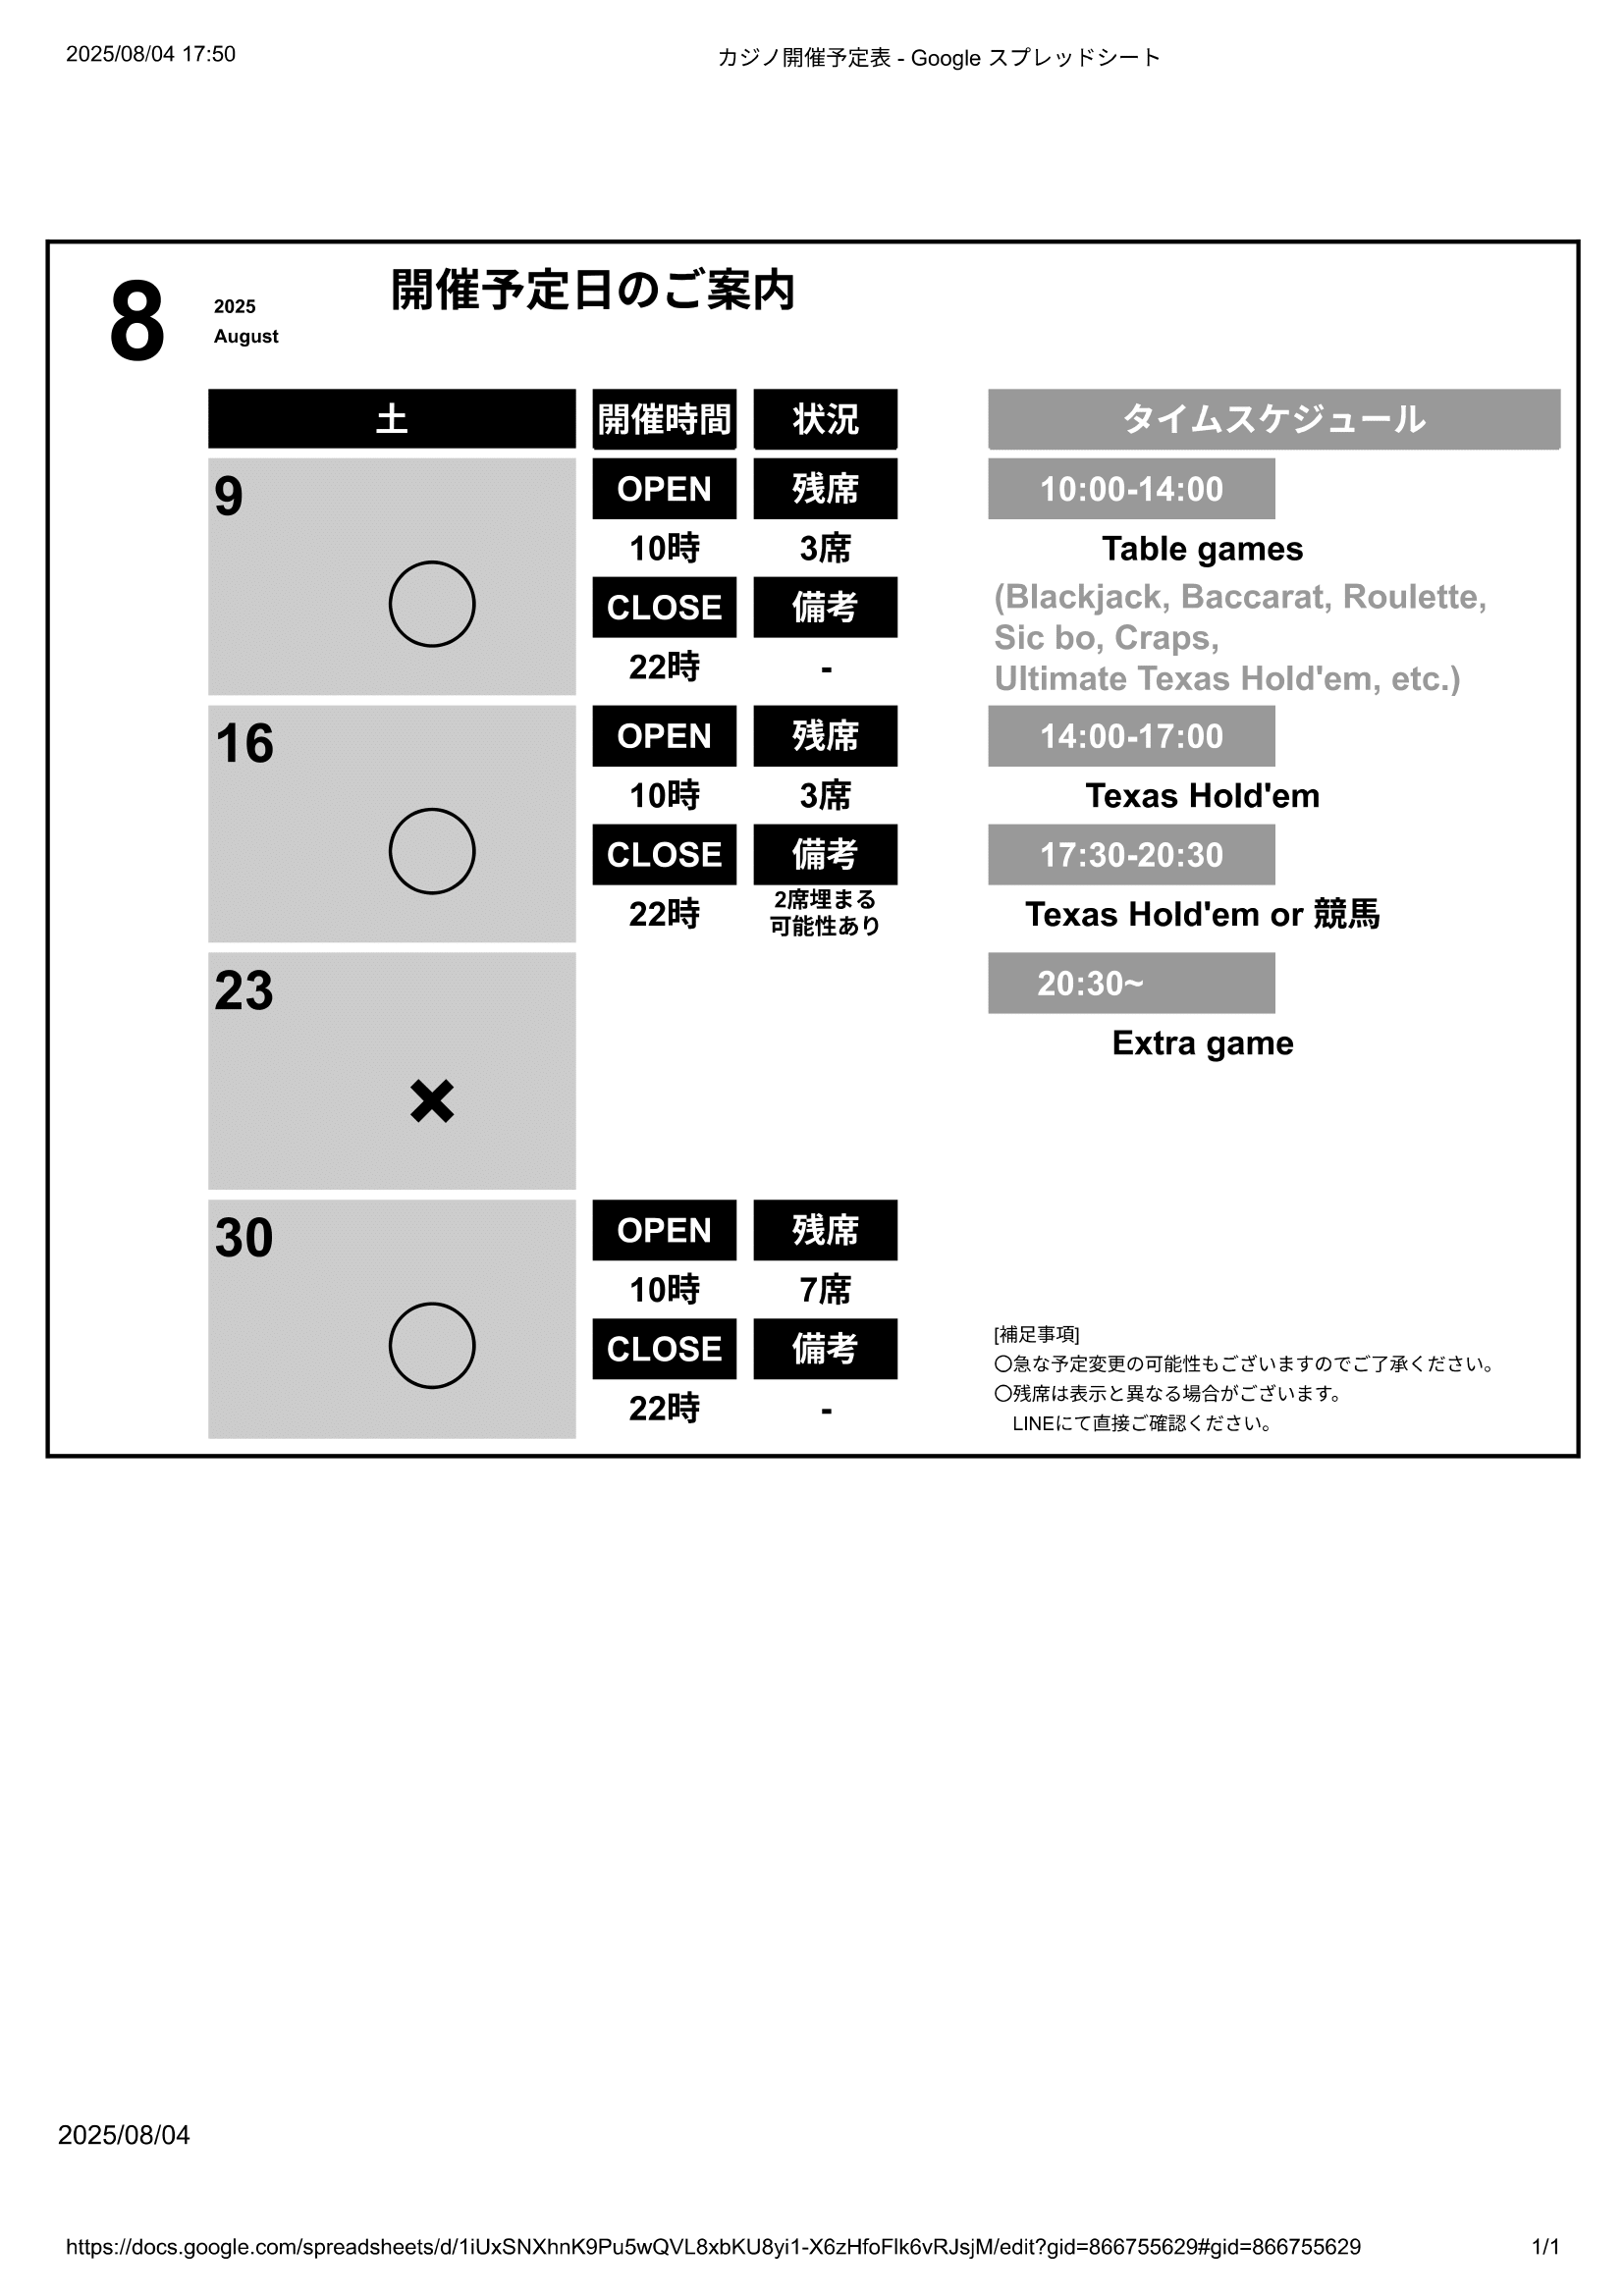 2025/08/04 17:50
カジノ開催予定表 - Google スプレッドシート
8
2025
August
開催予定日のご案内
土
開催時間
状況
タイムスケジュール
9
○
OPEN
残席
10時
3席
CLOSE
備考
22時
-
10:00-14:00
Table games
(Blackjack, Baccarat, Roulette,
Sic bo, Craps,
Ultimate Texas Hold'em, etc.)
16
○
OPEN
残席
10時
3席
CLOSE
備考
22時
2席埋まる
可能性あり
14:00-17:00
Texas Hold'em
17:30-20:30
Texas Hold'em or 競馬
23
×
20:30~
Extra game
30
○
OPEN
残席
10時
7席
CLOSE
備考
22時
-
[補足事項]
○急な予定変更の可能性もございますのでご了承ください。
○残席は表示と異なる場合がございます。
LINEにて直接ご確認ください。
2025/08/04
https://docs.google.com/spreadsheets/d/1iUxSNXhnK9Pu5wQVL8xbKU8yi1-X6zHfoFlk6vRJsjM/edit?gid=866755629#gid=866755629
1/1